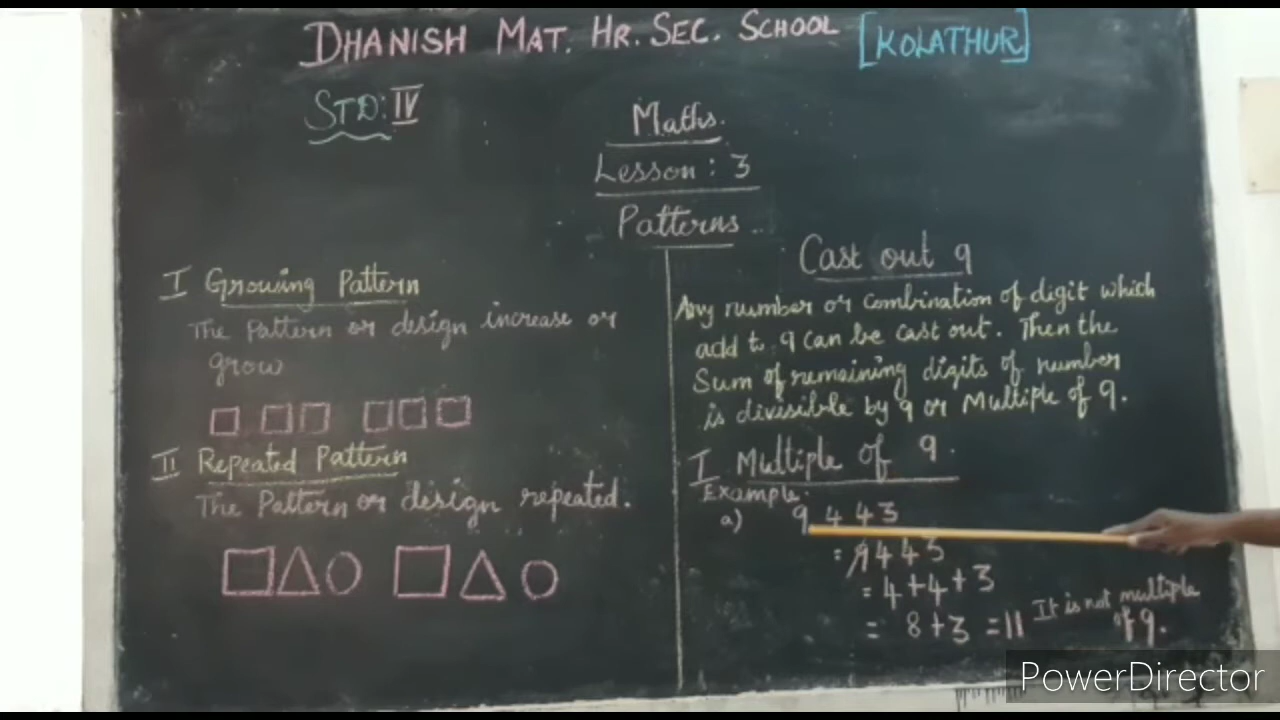 DHANISH MAT. HR. SEC. SCHOOL [KOLATHUR]
STD: IV
Maths.
Lesson: 3
Patterns
I Growing Pattern
The Pattern or design increase or
grow
II Repeated Pattern
The Pattern or design repeated.
Cast out 9
Any number or combination of digit which
add to 9 can be cast out. Then the
Sum of remaining digits of number
is divisible by 9 or Multiple of 9.
I Multiple of 9.
Example:
a) 9 4 4 3
= 9443
= 4+4+3
= 8+3 =11 It is not multiple
of 9.
PowerDirector